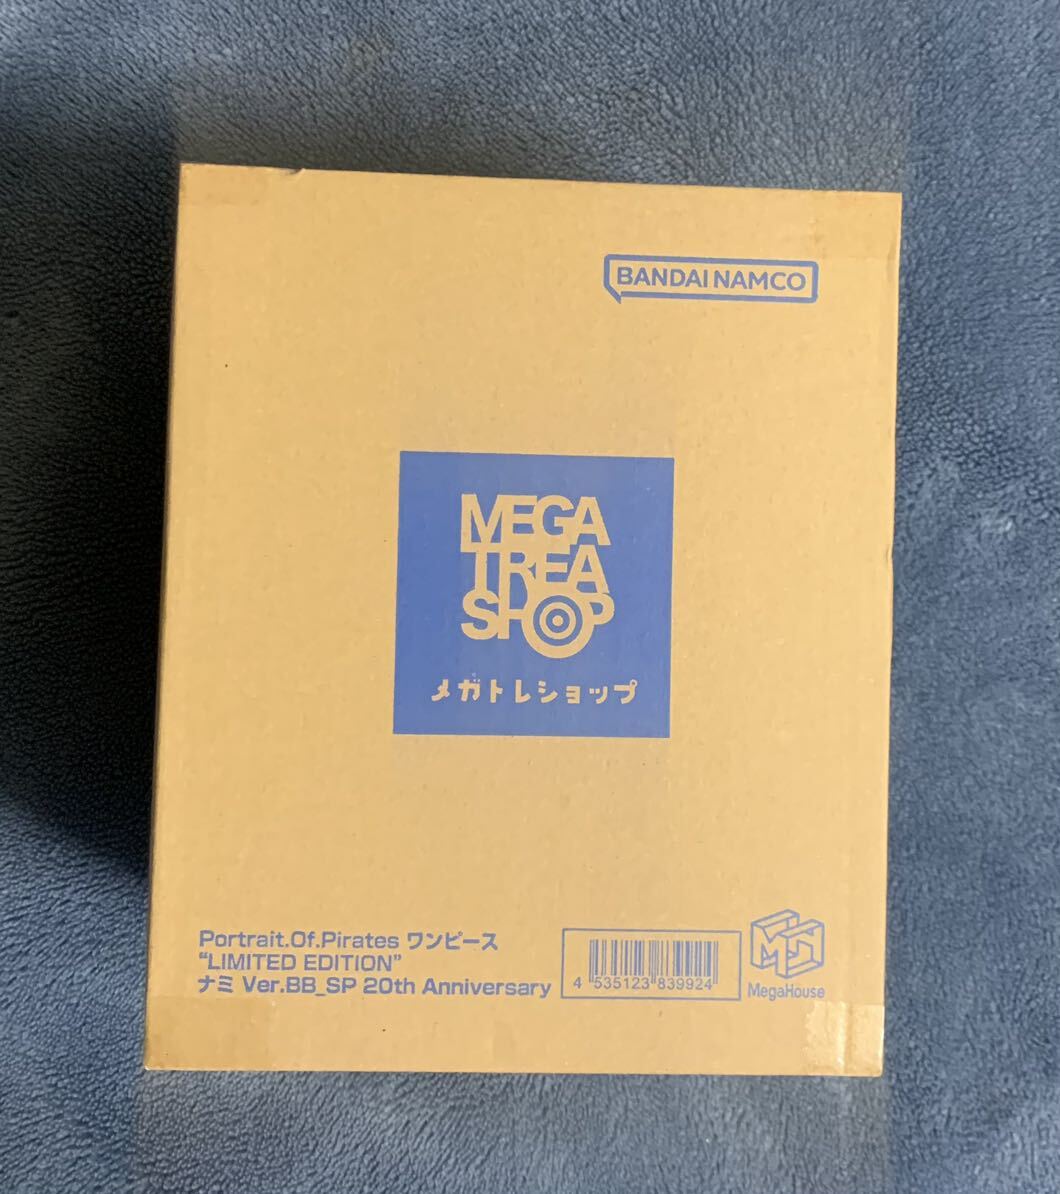 BANDAI NAMCO
MEGA
TREA
SHOP
メガトレショップ
Portrait.Of.Pirates ワンピース
“LIMITED EDITION”
ナミ Ver.BB_SP 20th Anniversary
4 535123 839924
MegaHouse